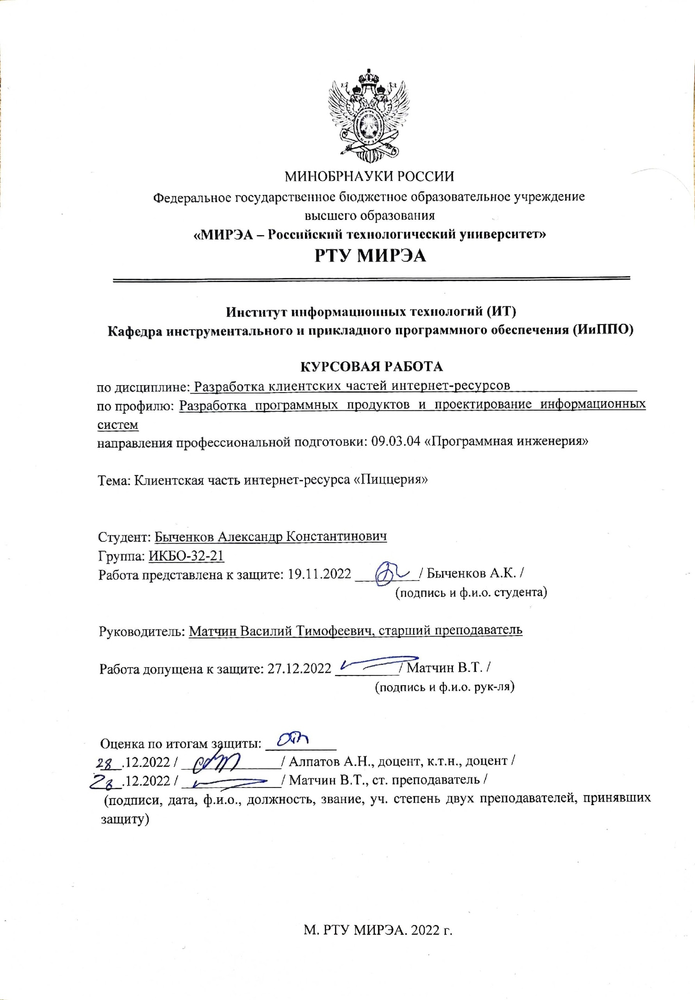 МИНОБРНАУКИ РОССИИ
Федеральное государственное бюджетное образовательное учреждение
высшего образования
«МИРЭА – Российский технологический университет»
РТУ МИРЭА
Институт информационных технологий (ИТ)
Кафедра инструментального и прикладного программного обеспечения (ИиППО)
КУРСОВАЯ РАБОТА
по дисциплине: Разработка клиентских частей интернет-ресурсов
по профилю: Разработка программных продуктов и проектирование информационных
систем
направления профессиональной подготовки: 09.03.04 «Программная инженерия»
Тема: Клиентская часть интернет-ресурса «Пиццерия»
Студент: Быченков Александр Константинович
Группа: ИКБО-32-21
Работа представлена к защите: 19.11.2022 __________/ Быченков А.К. /
(подпись и ф.и.о. студента)
Руководитель: Матчин Василий Тимофеевич, старший преподаватель
Работа допущена к защите: 27.12.2022 __________/ Матчин В.Т. /
(подпись и ф.и.о. рук-ля)
Оценка по итогам защиты: ___________
28.12.2022 / _______________/ Алпатов А.Н., доцент, к.т.н., доцент /
28.12.2022 / _______________/ Матчин В.Т., ст. преподаватель /
(подписи, дата, ф.и.о., должность, звание, уч. степень двух преподавателей, принявших
защиту)
М. РТУ МИРЭА. 2022 г.